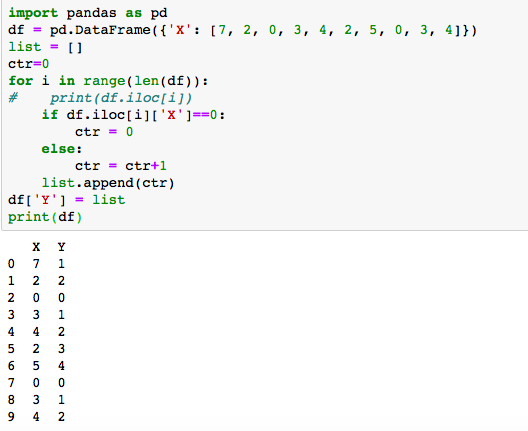 import pandas as pd
df = pd.DataFrame({'X': [7, 2, 0, 3, 4, 2, 5, 0, 3, 4]})
list = []
ctr=0
for i in range(len(df)):
#    print(df.iloc[i])
    if df.iloc[i]['X']==0:
        ctr = 0
    else:
        ctr = ctr+1
    list.append(ctr)
df['Y'] = list
print(df)
   X  Y
0  7  1
1  2  2
2  0  0
3  3  1
4  4  2
5  2  3
6  5  4
7  0  0
8  3  1
9  4  2